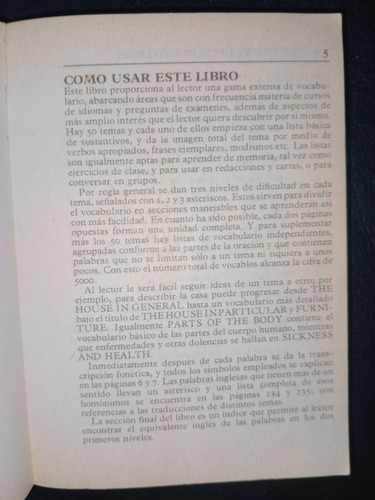 5
COMO USAR ESTE LIBRO
Este libro proporciona al lector una gama extensa de vocabu-
lario, abarcando áreas que son con frecuencia materia de cursos
de idiomas y preguntas de exámenes, además de aspectos de
más amplio interés que el lector quiera descubrir por sí mismo.
Hay 50 temas y cada uno de ellos empieza con una lista básica
de sustantivos, y da la imagen total del tema por medio de
verbos apropiados, frases ejemplares, modismos etc. Las listas
son igualmente aptas para aprender de memoria, tal vez como
ejercicios de clase, y para usar en redacciones y cartas, o para
conversar en grupos.
Por regla general se dan tres niveles de dificultad en cada
tema, señalados con 1, 2 y 3 asteriscos. Estos sirven para dividir
el vocabulario en secciones manejables que se aprenderán así
con más facilidad. En cuanto ha sido posible, cada dos páginas
opuestas forman una unidad completa. Y para suplementar
más los 50 temas hay listas de vocabulario independientes,
agrupadas conforme a las partes de la oracion y que contienen
palabras que no se limitan sólo a un tema ni siquiera a unos
pocos. Con esto el número total de vocablos alcanza la cifra de
5000.
Al lector le será fácil seguir ideas de un tema a otro; por
ejemplo, para describir la casa puede progresar desde THE
HOUSE IN GENERAL hasta un vocabulario más detallado
bajo el titulo de THE HOUSE IN PARTICULAR y FURNI-
TURE. Igualmente PARTS OF THE BODY contiene el
vocabulario básico de las partes del cuerpo humano, mientras
que enfermedades y otras dolencias se hallan en SICKNESS
AND HEALTH.
Inmediatamente después de cada palabra se da la trans-
cripción fonética, y todos los símbolos empleados se explican
en las páginas 6 y 7. Las palabras inglesas que tienen más de un
sentido llevan un asterisco y una lista completa de esos
homónimos se encuentra en las páginas 234 y 235, con
referencias a las traducciones de distintos temas.
La sección final del libro es un índice que permite al lector
encontrar el equivalente ingles de las palabras en los dos
primeros niveles.